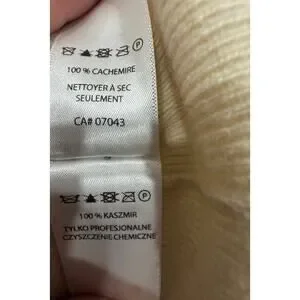 P
100 % CACHEMIRE
NETTOYER À SEC
SEULEMENT
CA# 07043
P
100 % KASZMIR
TYLKO PROFESJONALNE
CZYSZCZENIE CHEMICZNE